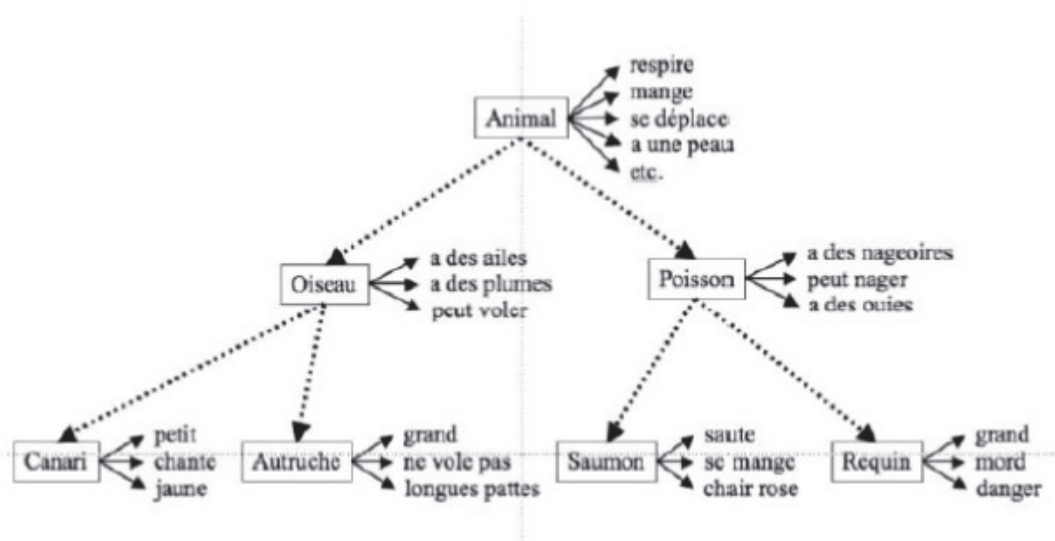 respire
mange
Animal
se déplace
a une peau
etc.
Oiseau
a des ailes
a des plumes
peut voler
Poisson
a des nageoires
peut nager
a des ouies
Canari
petit
chante
jaune
Autruche
grand
ne vole pas
longues pattes
Saumon
saute
se mange
chair rose
Requin
grand
mord
danger